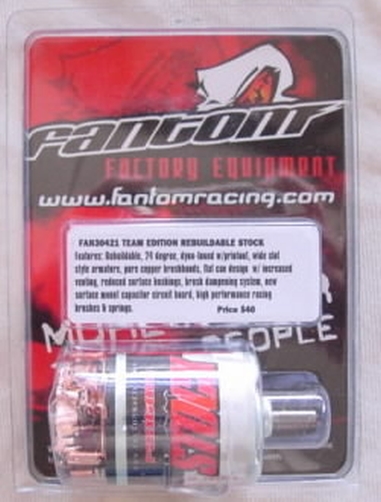 fantom
FACTORY EQUIPMENT
www.fantomracing.com
FAN30421 TEAM EDITION REBUILDABLE STOCK
Features: Rebuildable, 24 degree, dyno-tuned w/printout, wide slot
style armature, pure copper brushhoods, flat can design w/ increased
venting, reduced surface bushings, brush dampening system, new
surface mount capacitor circuit board, high performance racing
brushes & springs. Price $40
PEOPLE